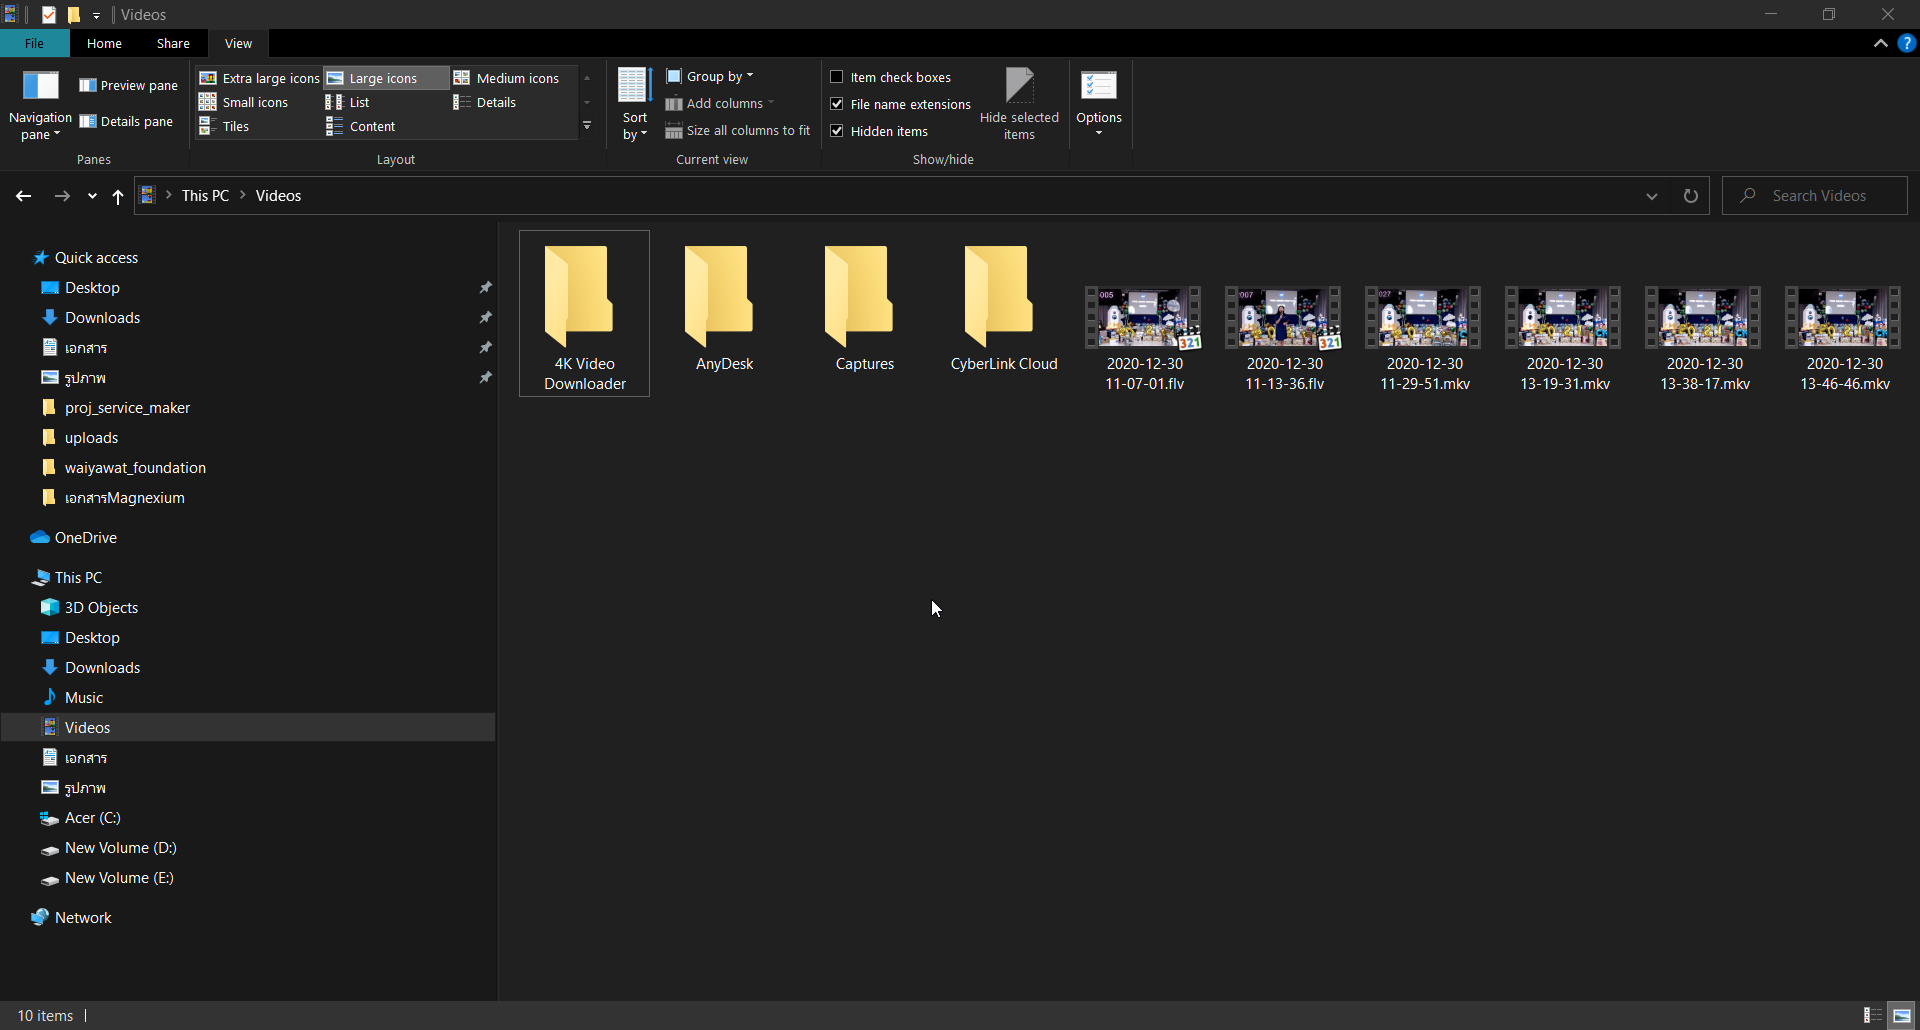 Videos
File Home Share View
Navigation pane
Preview pane
Details pane
Panes
Extra large icons Large icons Medium icons
Small icons List Details
Tiles Content
Layout
Sort by
Group by
Add columns
Size all columns to fit
Current view
Item check boxes
File name extensions
Hidden items
Hide selected items
Show/hide
Options
This PC Videos
Search Videos
Quick access
Desktop
Downloads
เอกสาร
รูปภาพ
proj_service_maker
uploads
waiyawat_foundation
เอกสารMagnexium
OneDrive
This PC
3D Objects
Desktop
Downloads
Music
Videos
เอกสาร
รูปภาพ
Acer (C:)
New Volume (D:)
New Volume (E:)
Network
4K Video
Downloader
AnyDesk
Captures
CyberLink Cloud
2020-12-30
11-07-01.flv
2020-12-30
11-13-36.flv
2020-12-30
11-29-51.mkv
2020-12-30
13-19-31.mkv
2020-12-30
13-38-17.mkv
2020-12-30
13-46-46.mkv
10 items